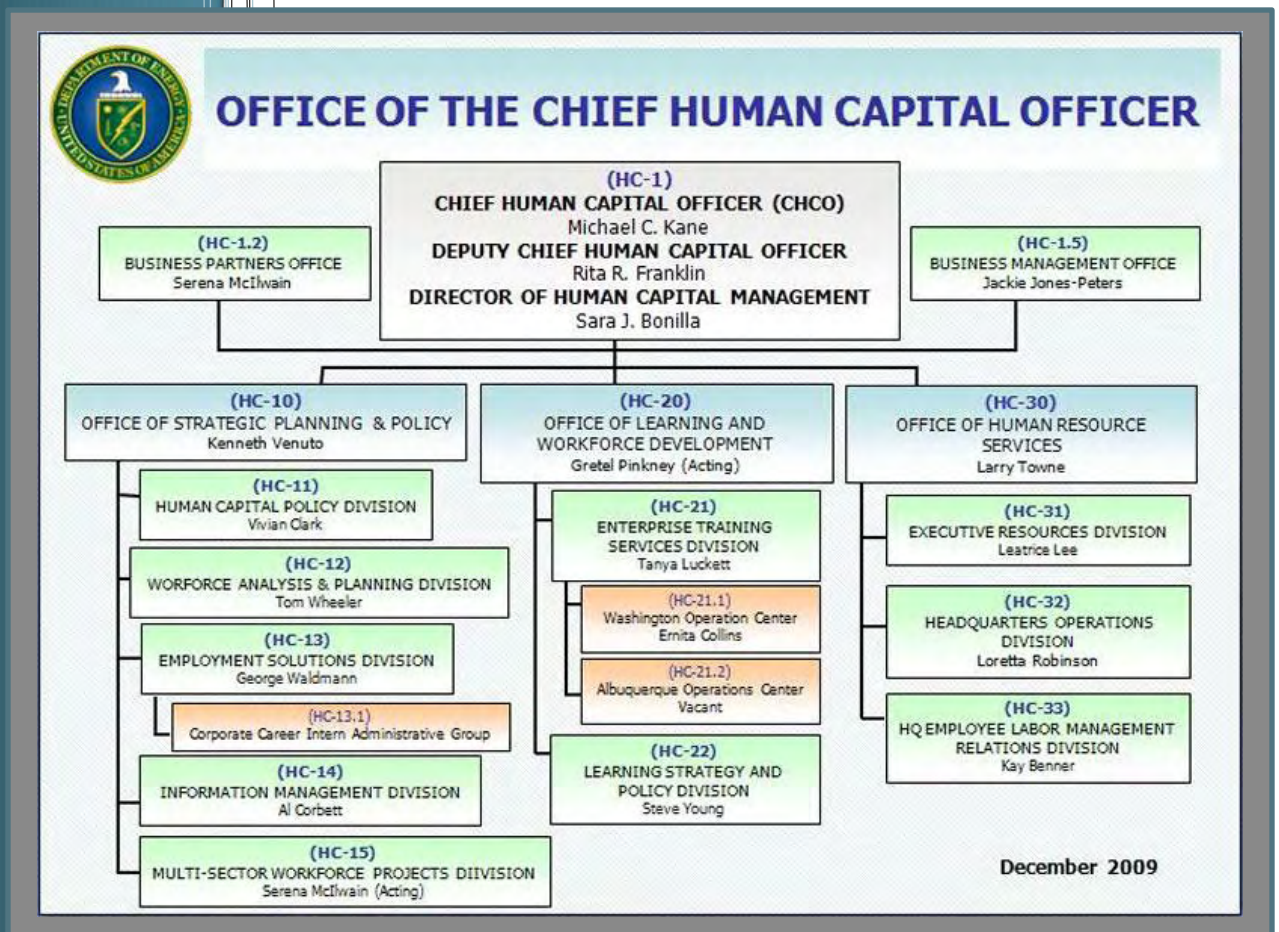 DEPARTMENT OF ENERGY
UNITED STATES OF AMERICA
OFFICE OF THE CHIEF HUMAN CAPITAL OFFICER
(HC-1)
CHIEF HUMAN CAPITAL OFFICER (CHCO)
Michael C. Kane
DEPUTY CHIEF HUMAN CAPITAL OFFICER
Rita R. Franklin
DIRECTOR OF HUMAN CAPITAL MANAGEMENT
Sara J. Bonilla
(HC-1.2)
BUSINESS PARTNERS OFFICE
Serena McIlwain
(HC-1.5)
BUSINESS MANAGEMENT OFFICE
Jackie Jones-Peters
(HC-10)
OFFICE OF STRATEGIC PLANNING & POLICY
Kenneth Venuto
(HC-11)
HUMAN CAPITAL POLICY DIVISION
Vivian Clark
(HC-12)
WORFORCE ANALYSIS & PLANNING DIVISION
Tom Wheeler
(HC-13)
EMPLOYMENT SOLUTIONS DIVISION
George Waldmann
(HC-13.1)
Corporate Career Intern Administrative Group
(HC-14)
INFORMATION MANAGEMENT DIVISION
Al Corbett
(HC-15)
MULTI-SECTOR WORKFORCE PROJECTS DIIVISION
Serena McIlwain (Acting)
(HC-20)
OFFICE OF LEARNING AND
WORKFORCE DEVELOPMENT
Gretel Pinkney (Acting)
(HC-21)
ENTERPRISE TRAINING
SERVICES DIVISION
Tanya Luckett
(HC-21.1)
Washington Operation Center
Ernita Collins
(HC-21.2)
Albuquerque Operations Center
Vacant
(HC-22)
LEARNING STRATEGY AND
POLICY DIVISION
Steve Young
(HC-30)
OFFICE OF HUMAN RESOURCE
SERVICES
Larry Towne
(HC-31)
EXECUTIVE RESOURCES DIVISION
Leatrice Lee
(HC-32)
HEADQUARTERS OPERATIONS
DIVISION
Loretta Robinson
(HC-33)
HQ EMPLOYEE LABOR MANAGEMENT
RELATIONS DIVISION
Kay Benner
December 2009